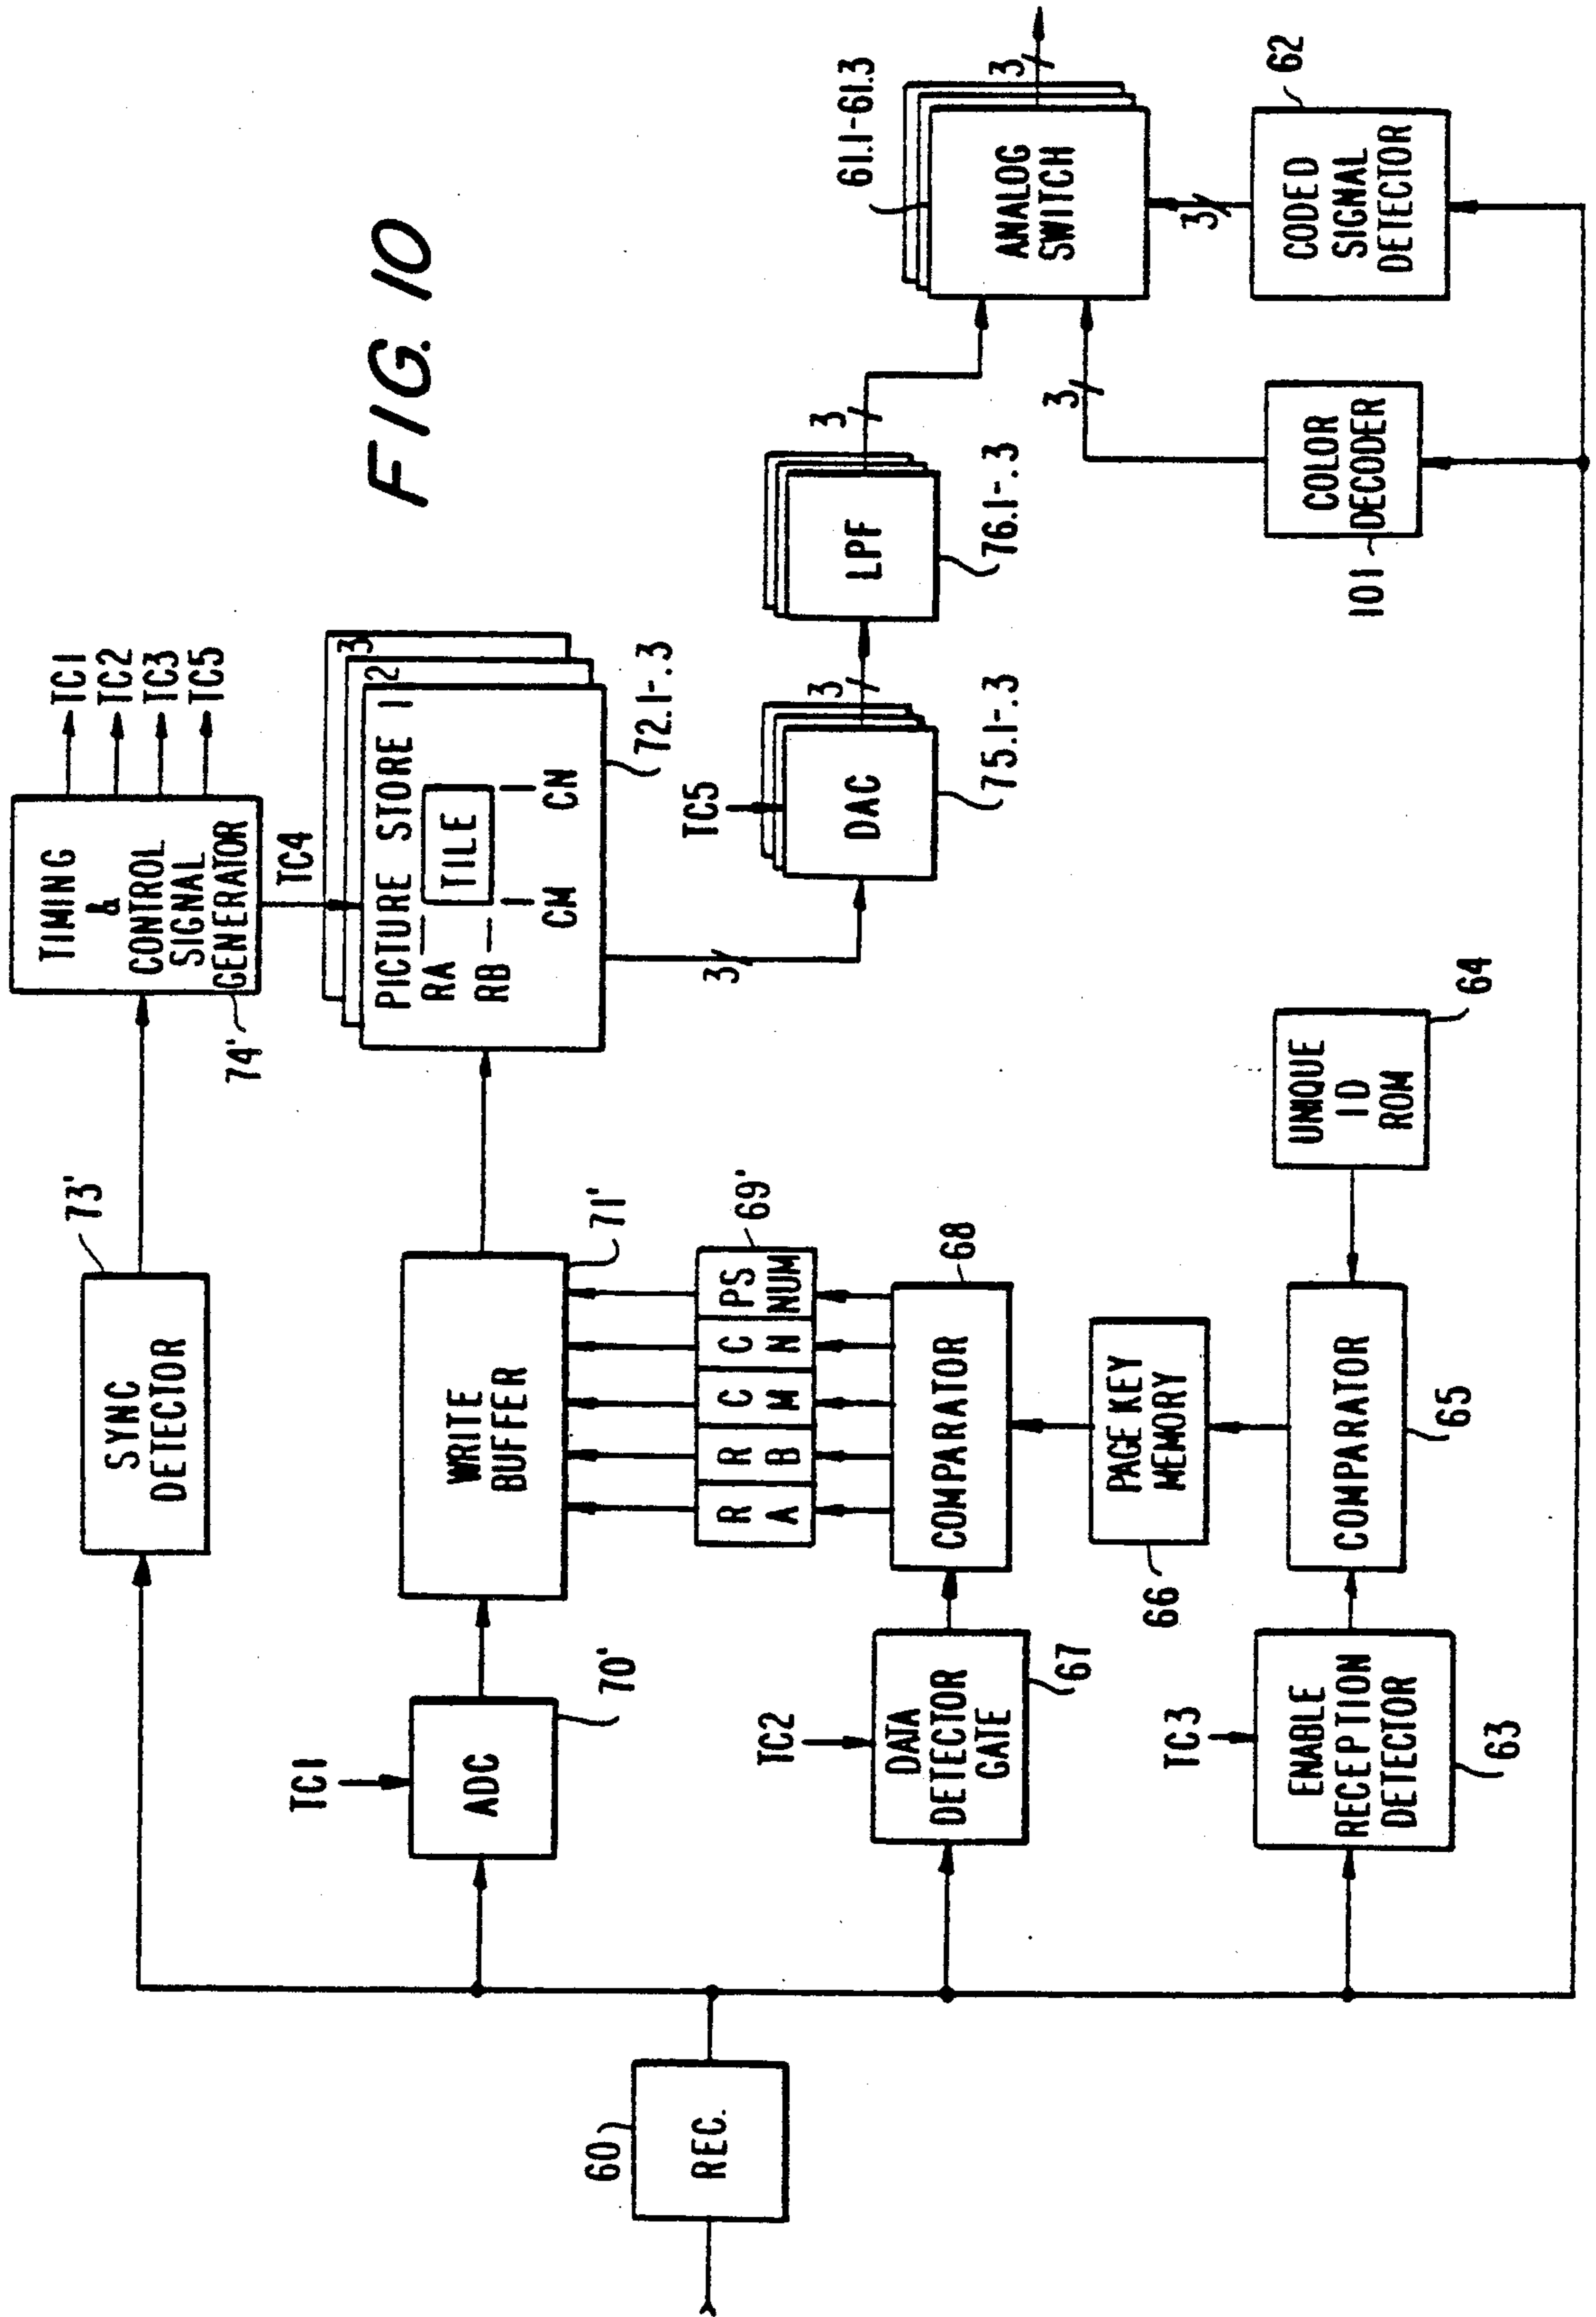 FIG. 10
60
REC.
73'
SYNC
DETECTOR
TIMING
&
CONTROL
SIGNAL
GENERATOR
74'
TC1
TC2
TC3
TC5
TC4
TC1
ADC
70'
WRITE
BUFFER
71'
PICTURE STORE 1
2
3
RA
RB
TILE
CM
CN
72.1-.3
3
R A
R B
C M
C N
PS NUM
69'
TC5
DAC
75.1-.3
3
LPF
76.1-.3
3
TC2
DATA
DETECTOR
GATE
67
COMPARATOR
68
PAGE KEY
MEMORY
66
TC3
ENABLE
RECEPTION
DETECTOR
63
COMPARATOR
65
UNIQUE
ID
ROM
64
COLOR
DECODER
101
3
ANALOG
SWITCH
61.1-61.3
3
3
CODED
SIGNAL
DETECTOR
62